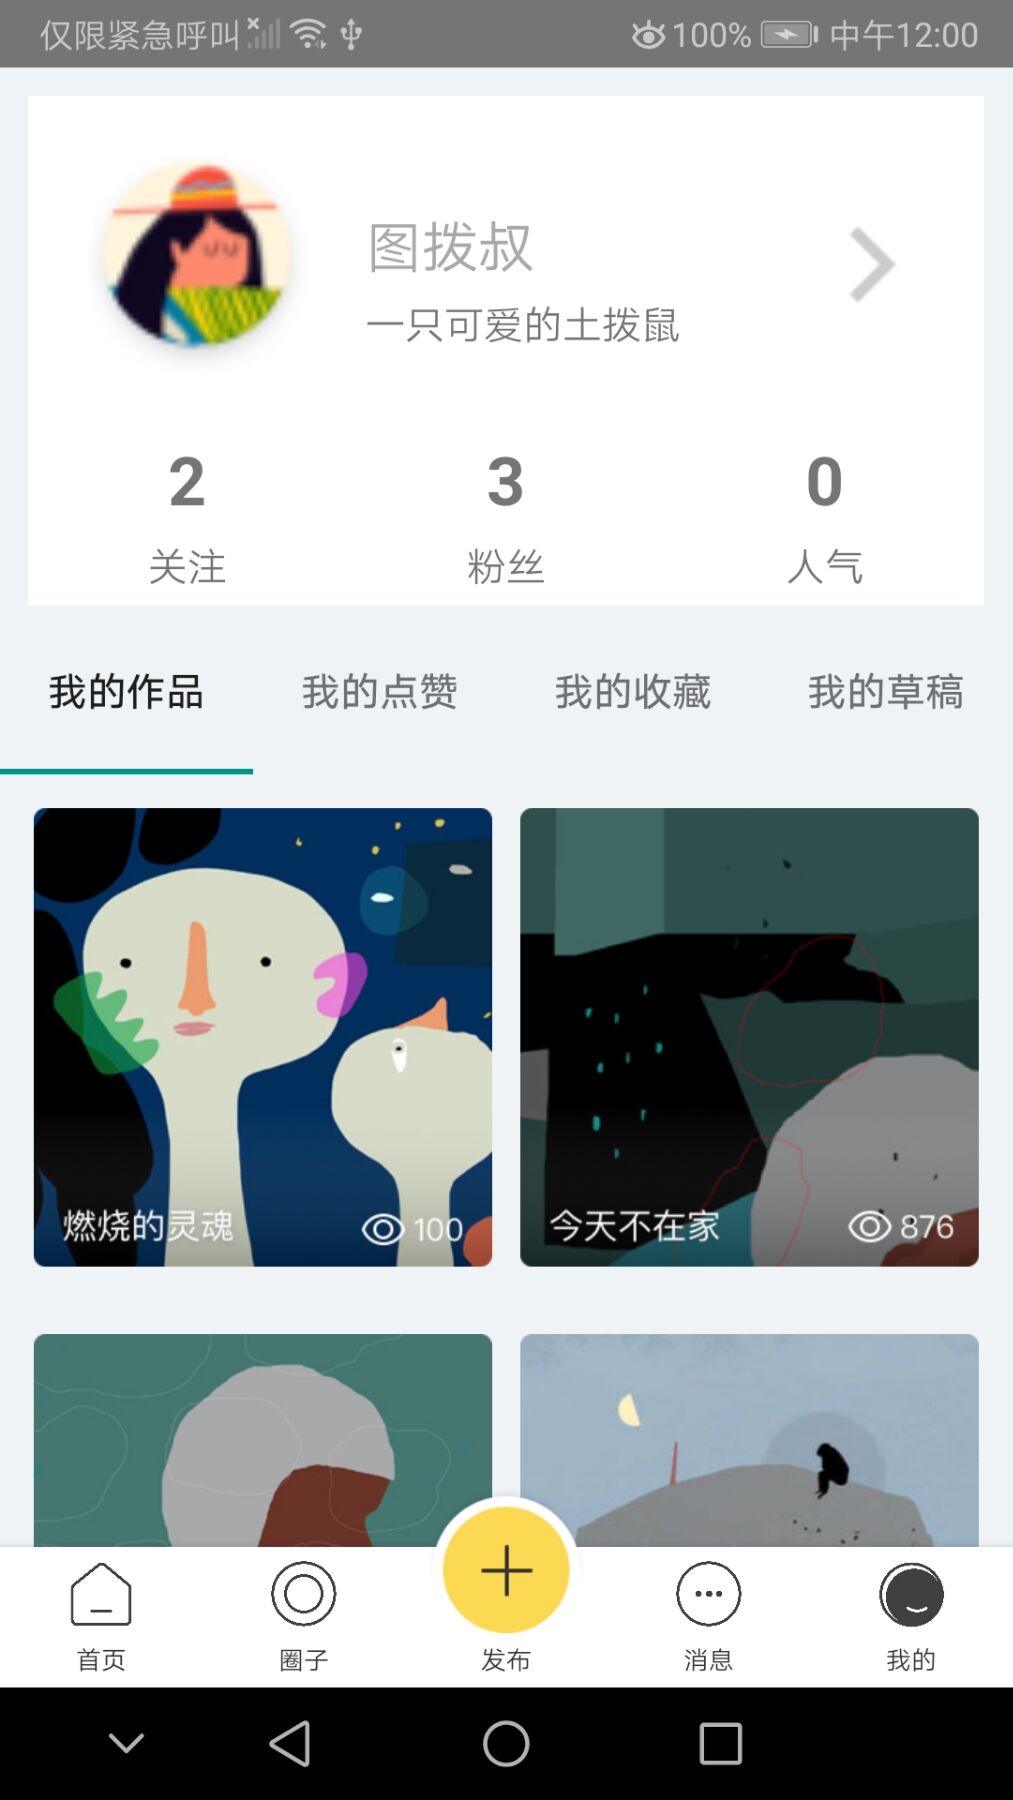 仅限紧急呼叫 100% 中午12:00
图拨叔
一只可爱的土拨鼠
2 3 0
关注 粉丝 人气
我的作品 我的点赞 我的收藏 我的草稿
燃烧的灵魂 100 今天不在家 876
首页 圈子 发布 消息 我的